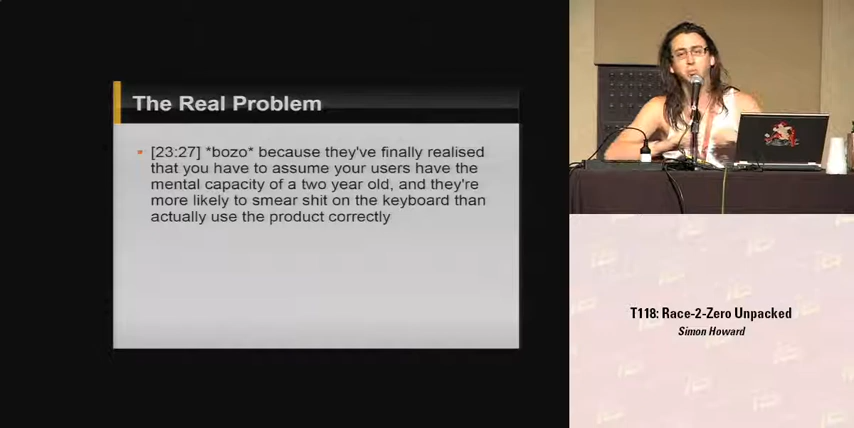 The Real Problem
[23:27] *bozo* because they've finally realised
that you have to assume your users have the
mental capacity of a two year old, and they're
more likely to smear shit on the keyboard than
actually use the product correctly
T118: Race-2-Zero Unpacked
Simon Howard